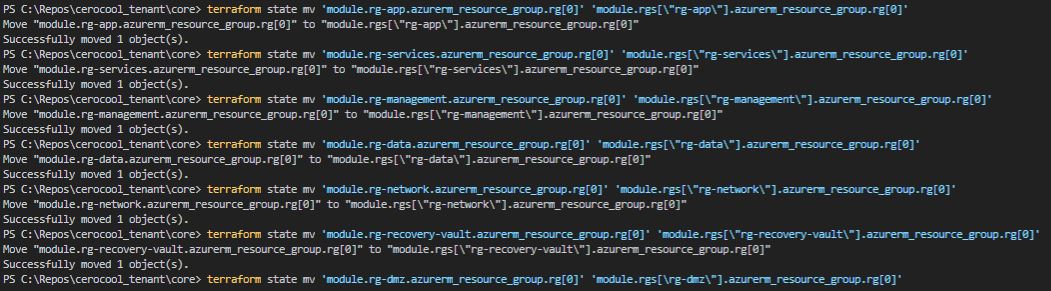 PS C:\Repos\cerocool_tenant\core> terraform state mv 'module.rg-app.azurerm_resource_group.rg[0]' 'module.rgs[\"rg-app\"].azurerm_resource_group.rg[0]'
Move "module.rg-app.azurerm_resource_group.rg[0]" to "module.rgs[\"rg-app\"].azurerm_resource_group.rg[0]"
Successfully moved 1 object(s).
PS C:\Repos\cerocool_tenant\core> terraform state mv 'module.rg-services.azurerm_resource_group.rg[0]' 'module.rgs[\"rg-services\"].azurerm_resource_group.rg[0]'
Move "module.rg-services.azurerm_resource_group.rg[0]" to "module.rgs[\"rg-services\"].azurerm_resource_group.rg[0]"
Successfully moved 1 object(s).
PS C:\Repos\cerocool_tenant\core> terraform state mv 'module.rg-management.azurerm_resource_group.rg[0]' 'module.rgs[\"rg-management\"].azurerm_resource_group.rg[0]'
Move "module.rg-management.azurerm_resource_group.rg[0]" to "module.rgs[\"rg-management\"].azurerm_resource_group.rg[0]"
Successfully moved 1 object(s).
PS C:\Repos\cerocool_tenant\core> terraform state mv 'module.rg-data.azurerm_resource_group.rg[0]' 'module.rgs[\"rg-data\"].azurerm_resource_group.rg[0]'
Move "module.rg-data.azurerm_resource_group.rg[0]" to "module.rgs[\"rg-data\"].azurerm_resource_group.rg[0]"
Successfully moved 1 object(s).
PS C:\Repos\cerocool_tenant\core> terraform state mv 'module.rg-network.azurerm_resource_group.rg[0]' 'module.rgs[\"rg-network\"].azurerm_resource_group.rg[0]'
Move "module.rg-network.azurerm_resource_group.rg[0]" to "module.rgs[\"rg-network\"].azurerm_resource_group.rg[0]"
Successfully moved 1 object(s).
PS C:\Repos\cerocool_tenant\core> terraform state mv 'module.rg-recovery-vault.azurerm_resource_group.rg[0]' 'module.rgs[\"rg-recovery-vault\"].azurerm_resource_group.rg[0]'
Move "module.rg-recovery-vault.azurerm_resource_group.rg[0]" to "module.rgs[\"rg-recovery-vault\"].azurerm_resource_group.rg[0]"
Successfully moved 1 object(s).
PS C:\Repos\cerocool_tenant\core> terraform state mv 'module.rg-dmz.azurerm_resource_group.rg[0]' 'module.rgs[\rg-dmz\"].azurerm_resource_group.rg[0]'